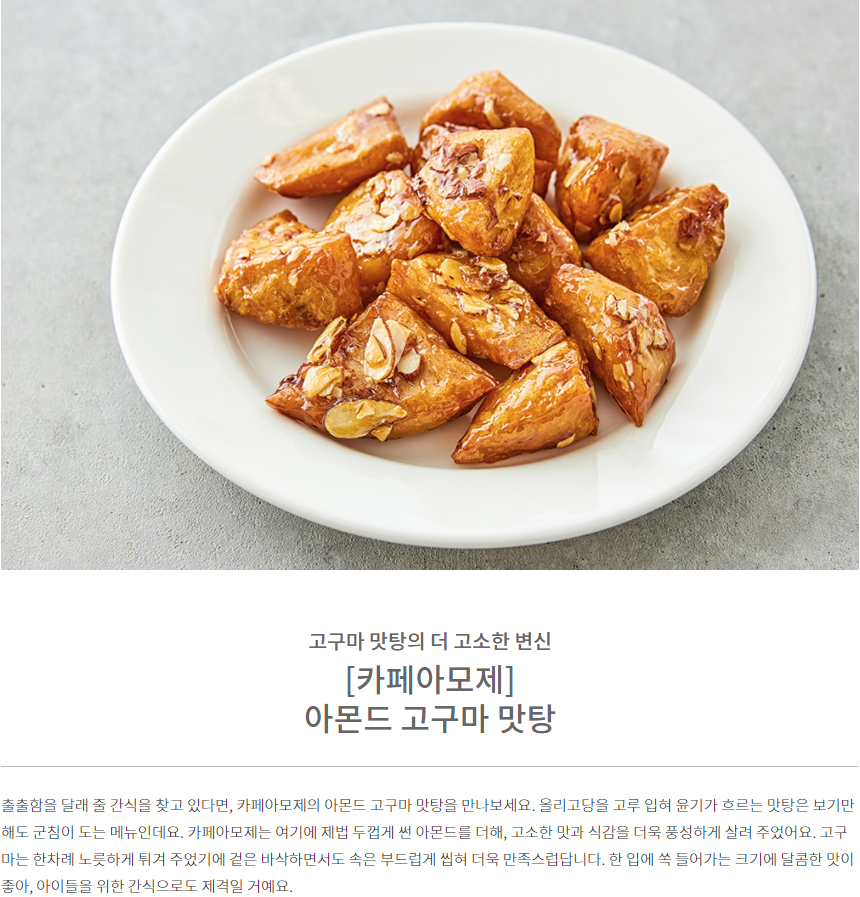 고구마 맛탕의 더 고소한 변신
[카페아모제]
아몬드 고구마 맛탕
출출함을 달래 줄 간식을 찾고 있다면, 카페아모제의 아몬드 고구마 맛탕을 만나보세요. 올리고당을 고루 입혀 윤기가 흐르는 맛탕은 보기만
해도 군침이 도는 메뉴인데요. 카페아모제는 여기에 제법 두껍게 썬 아몬드를 더해, 고소한 맛과 식감을 더욱 풍성하게 살려 주었어요. 고구
마는 한차례 노릇하게 튀겨 주었기에 겉은 바삭하면서도 속은 부드럽게 씹혀 더욱 만족스럽답니다. 한 입에 쏙 들어가는 크기에 달콤한 맛이
좋아, 아이들을 위한 간식으로도 제격일 거예요.